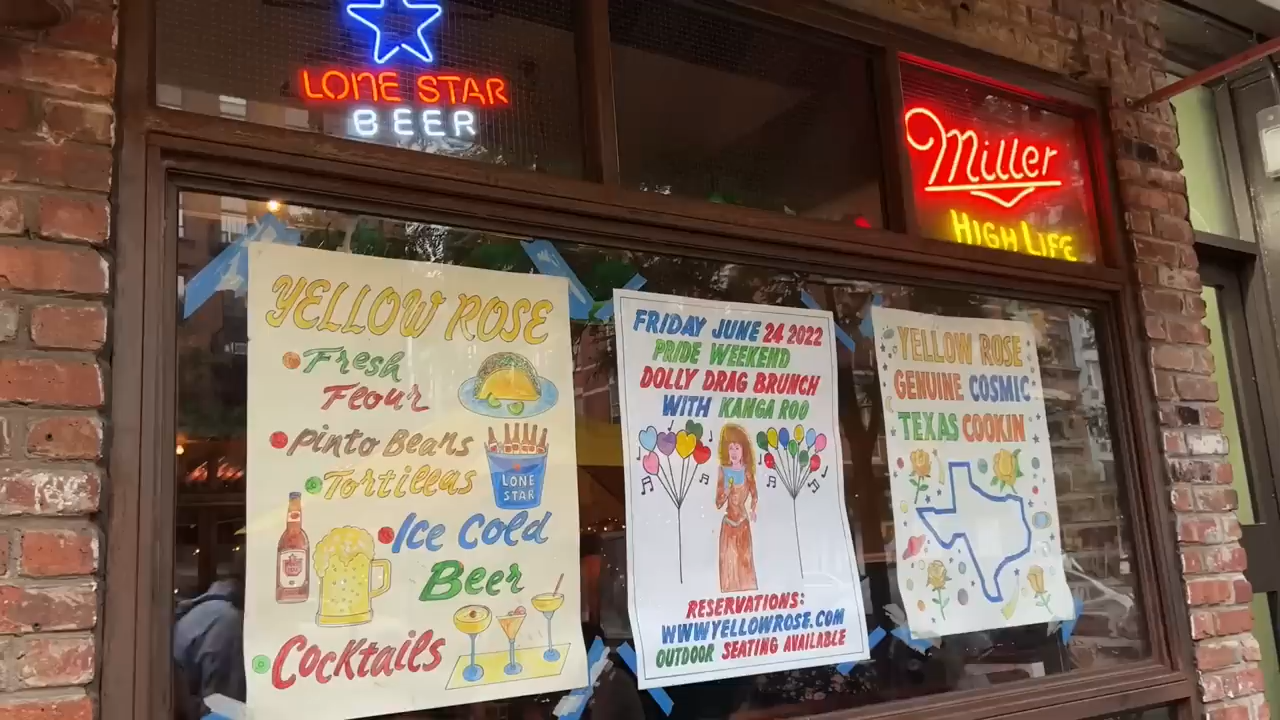 LONE STAR
BEER
Miller
HIGH LIFE
YELLOW ROSE
Fresh
Flour
Pinto Beans
Tortillas
LONE
STAR
Ice Cold
Beer
Cocktails
FRIDAY JUNE 24 2022
PRIDE WEEKEND
DOLLY DRAG BRUNCH
WITH KANGA ROO
RESERVATIONS:
WWW.YELLOWROSE.COM
OUTDOOR SEATING AVAILABLE
YELLOW ROSE
GENUINE COSMIC
TEXAS COOKIN